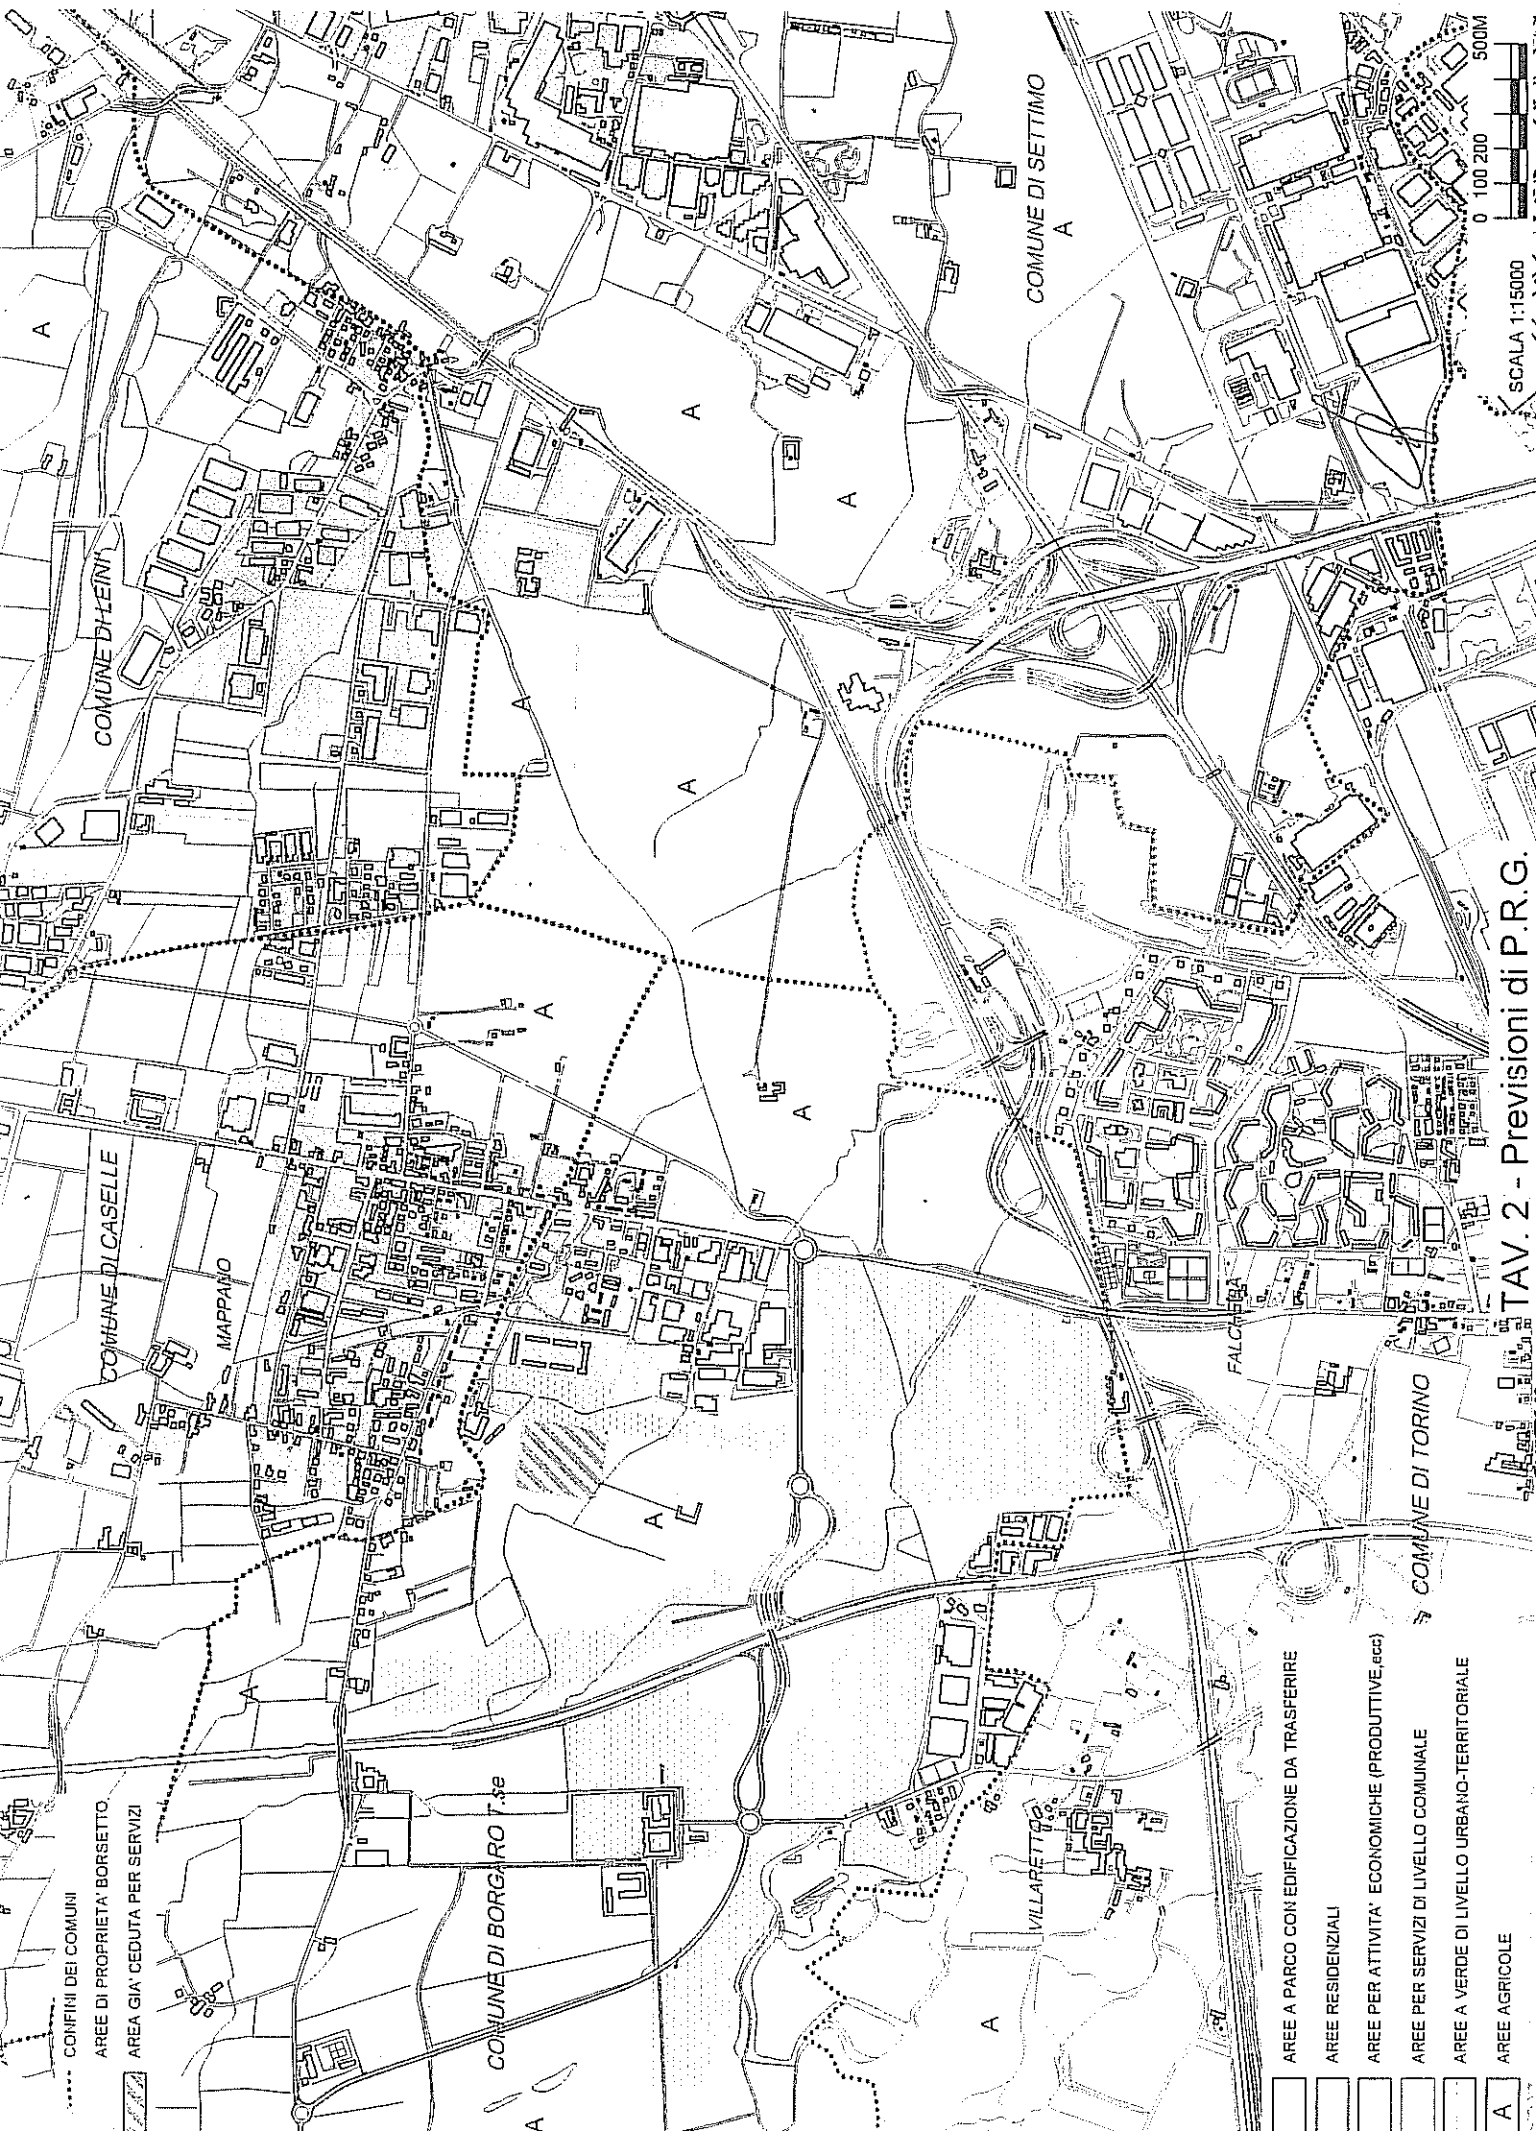 CONFINI DEI COMUNI
AREE DI PROPRIETA' BORSETTO
AREA GIA' CEDUTA PER SERVIZI
COMUNE DI CASELLE
MAPPANO
COMUNE DI LEINI'
A
A
A
A
A
A
A
COMUNE DI SETTIMO
A
A
A
A
A
COMUNE DI BORGARO T.se
A
VILLARETTO
A
FALCHERA
COMUNE DI TORINO
AREE A PARCO CON EDIFICAZIONE DA TRASFERIRE
AREE RESIDENZIALI
AREE PER ATTIVITA' ECONOMICHE (PRODUTTIVE,ecc)
AREE PER SERVIZI DI LIVELLO COMUNALE
AREE A VERDE DI LIVELLO URBANO-TERRITORIALE
A AREE AGRICOLE
TAV. 2 - Previsioni di P.R.G.
SCALA 1:15000
0 100 200 500M